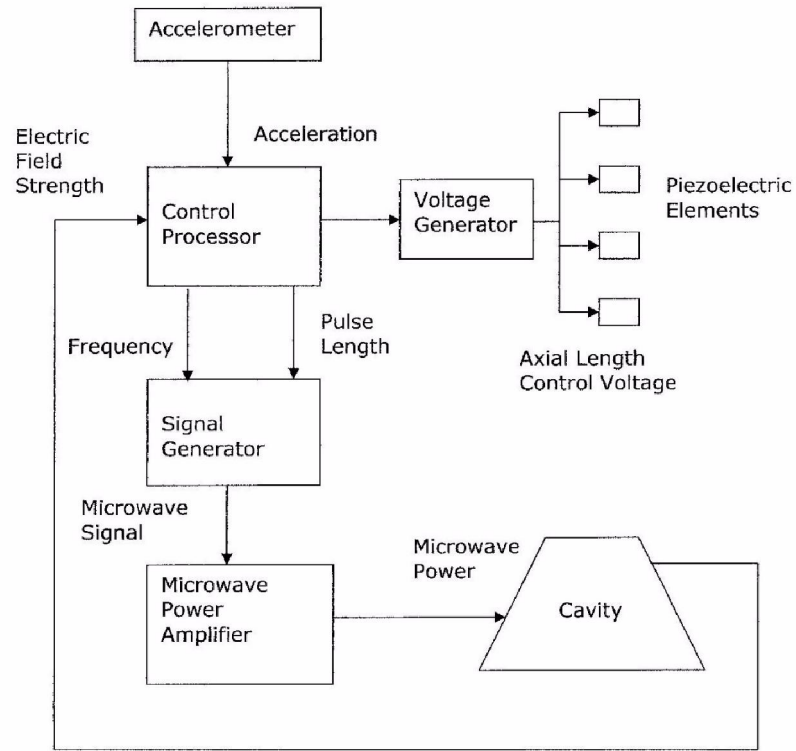 Accelerometer
Acceleration
Electric
Field
Strength
Control
Processor
Voltage
Generator
Piezoelectric
Elements
Frequency
Pulse
Length
Axial Length
Control Voltage
Signal
Generator
Microwave
Signal
Microwave
Power
Amplifier
Microwave
Power
Cavity